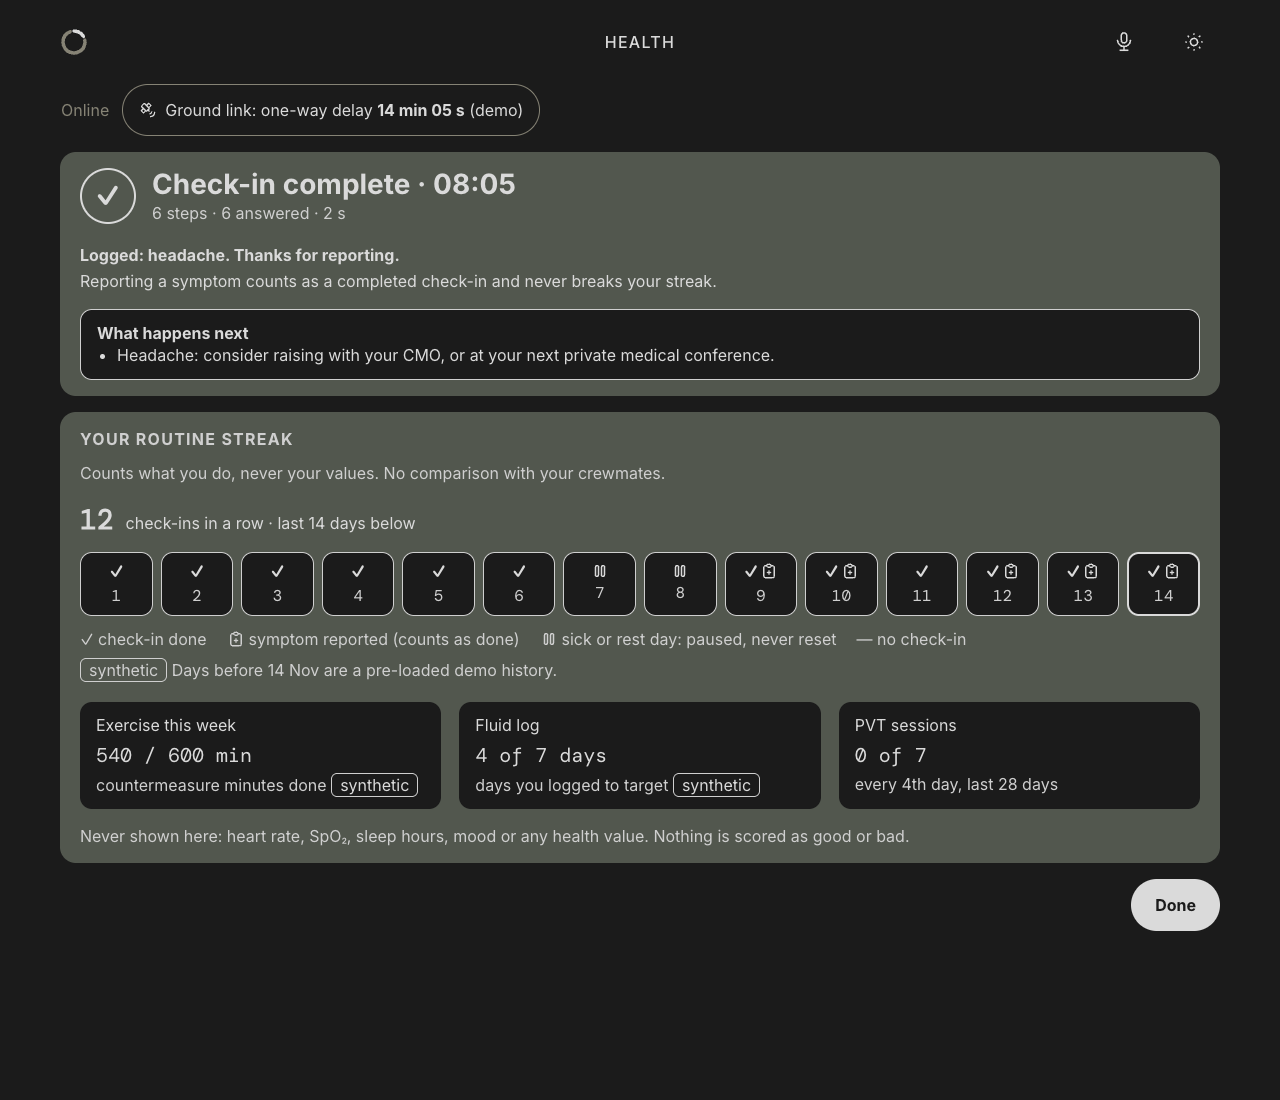 HEALTH
Online
Ground link: one-way delay 14 min 05 s (demo)
Check-in complete · 08:05
6 steps · 6 answered · 2 s
Logged: headache. Thanks for reporting.
Reporting a symptom counts as a completed check-in and never breaks your streak.
What happens next
• Headache: consider raising with your CMO, or at your next private medical conference.
YOUR ROUTINE STREAK
Counts what you do, never your values. No comparison with your crewmates.
12 check-ins in a row · last 14 days below
1 2 3 4 5 6 7 8 9 10 11 12 13 14
✓ check-in done symptom reported (counts as done) sick or rest day: paused, never reset — no check-in
synthetic Days before 14 Nov are a pre-loaded demo history.
Exercise this week
540 / 600 min
countermeasure minutes done synthetic
Fluid log
4 of 7 days
days you logged to target synthetic
PVT sessions
0 of 7
every 4th day, last 28 days
Never shown here: heart rate, SpO₂, sleep hours, mood or any health value. Nothing is scored as good or bad.
Done